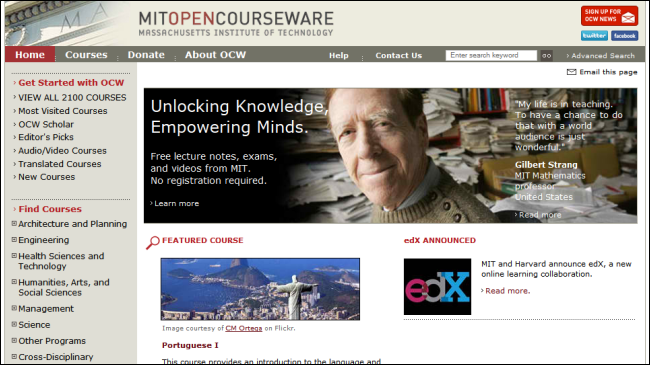 MITOPENCOURSEWARE
MASSACHUSETTS INSTITUTE OF TECHNOLOGY
SIGN UP FOR
OCW NEWS
twitter facebook
Home Courses Donate About OCW Help Contact Us Enter search keyword GO › Advanced Search
Email this page
› Get Started with OCW
› VIEW ALL 2100 COURSES
› Most Visited Courses
› OCW Scholar
› Editor's Picks
› Audio/Video Courses
› Translated Courses
› New Courses
› Find Courses
Architecture and Planning
Engineering
Health Sciences and
Technology
Humanities, Arts, and
Social Sciences
Management
Science
Other Programs
Cross-Disciplinary
Unlocking Knowledge,
Empowering Minds.
Free lecture notes, exams,
and videos from MIT.
No registration required.
› Learn more
"My life is in teaching.
To have a chance to do
that with a world
audience is just
wonderful."
Gilbert Strang
MIT Mathematics
professor
United States
› Read more
FEATURED COURSE
Image courtesy of CM Ortega on Flickr.
Portuguese I
This course provides an introduction to the language and
edX ANNOUNCED
edX
MIT and Harvard announce edX, a new
online learning collaboration.
› Read more.